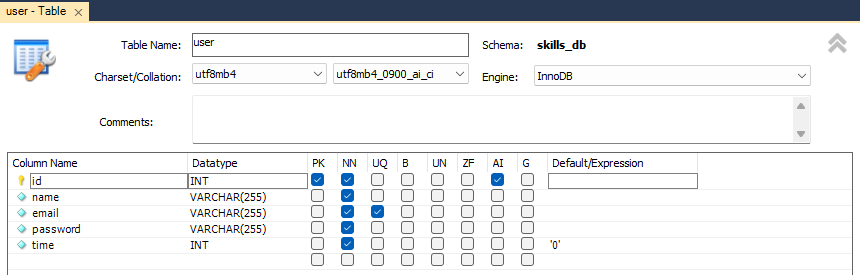 user - Table ×
Table Name: user Schema: skills_db
Charset/Collation: utf8mb4 utf8mb4_0900_ai_ci Engine: InnoDB
Comments:
Column Name Datatype PK NN UQ B UN ZF AI G Default/Expression
id INT
name VARCHAR(255)
email VARCHAR(255)
password VARCHAR(255)
time INT '0'